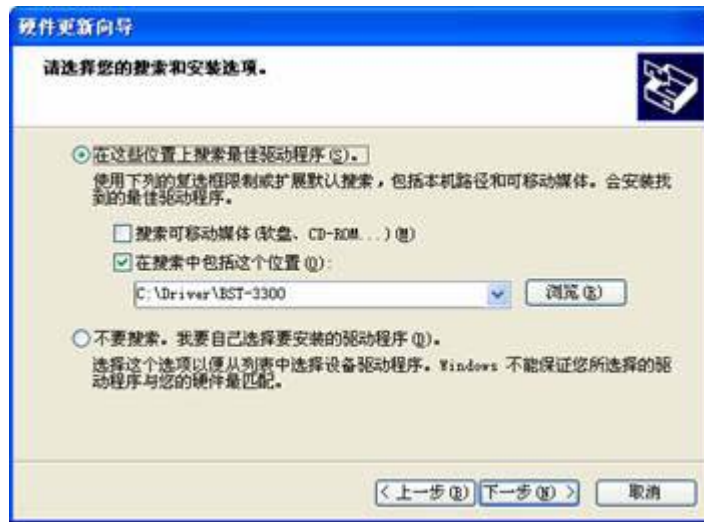 硬件更新向导
请选择您的搜索和安装选项。
在这些位置上搜索最佳驱动程序(S)。
使用下列的复选框限制或扩展默认搜索，包括本机路径和可移动媒体。会安装找
到的最佳驱动程序。
搜索可移动媒体(软盘、CD-ROM...)(M)
在搜索中包括这个位置(O):
C:\Driver\BST-3300
浏览(R)
不要搜索。我要自己选择要安装的驱动程序(D)。
选择这个选项以便从列表中选择设备驱动程序。Windows 不能保证您所选择的驱
动程序与您的硬件最匹配。
< 上一步(B) 下一步(N) > 取消